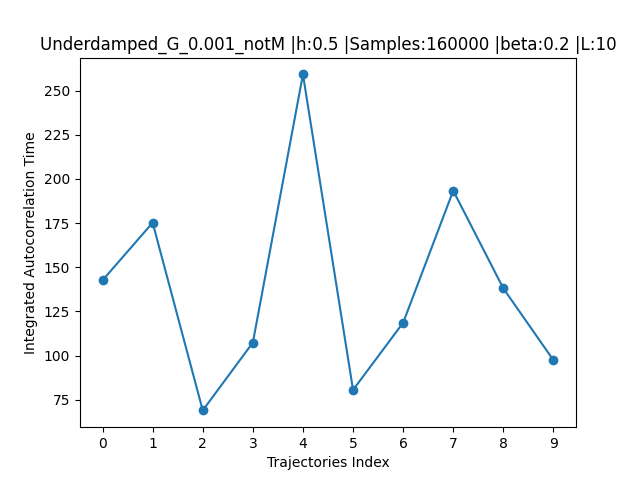 Underdamped_G_0.001_notM |h:0.5 |Samples:160000 |beta:0.2 |L:10
Integrated Autocorrelation Time
250
225
200
175
150
125
100
75
0 1 2 3 4 5 6 7 8 9
Trajectories Index